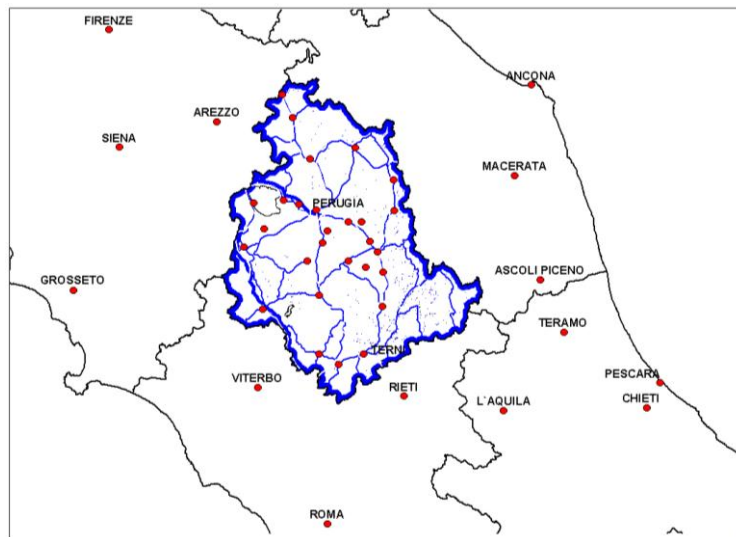 FIRENZE
ANCONA
AREZZO
SIENA
MACERATA
PERUGIA
GROSSETO
ASCOLI PICENO
TERAMO
TERNI
VITERBO
RIETI
PESCARA
L'AQUILA
CHIETI
ROMA